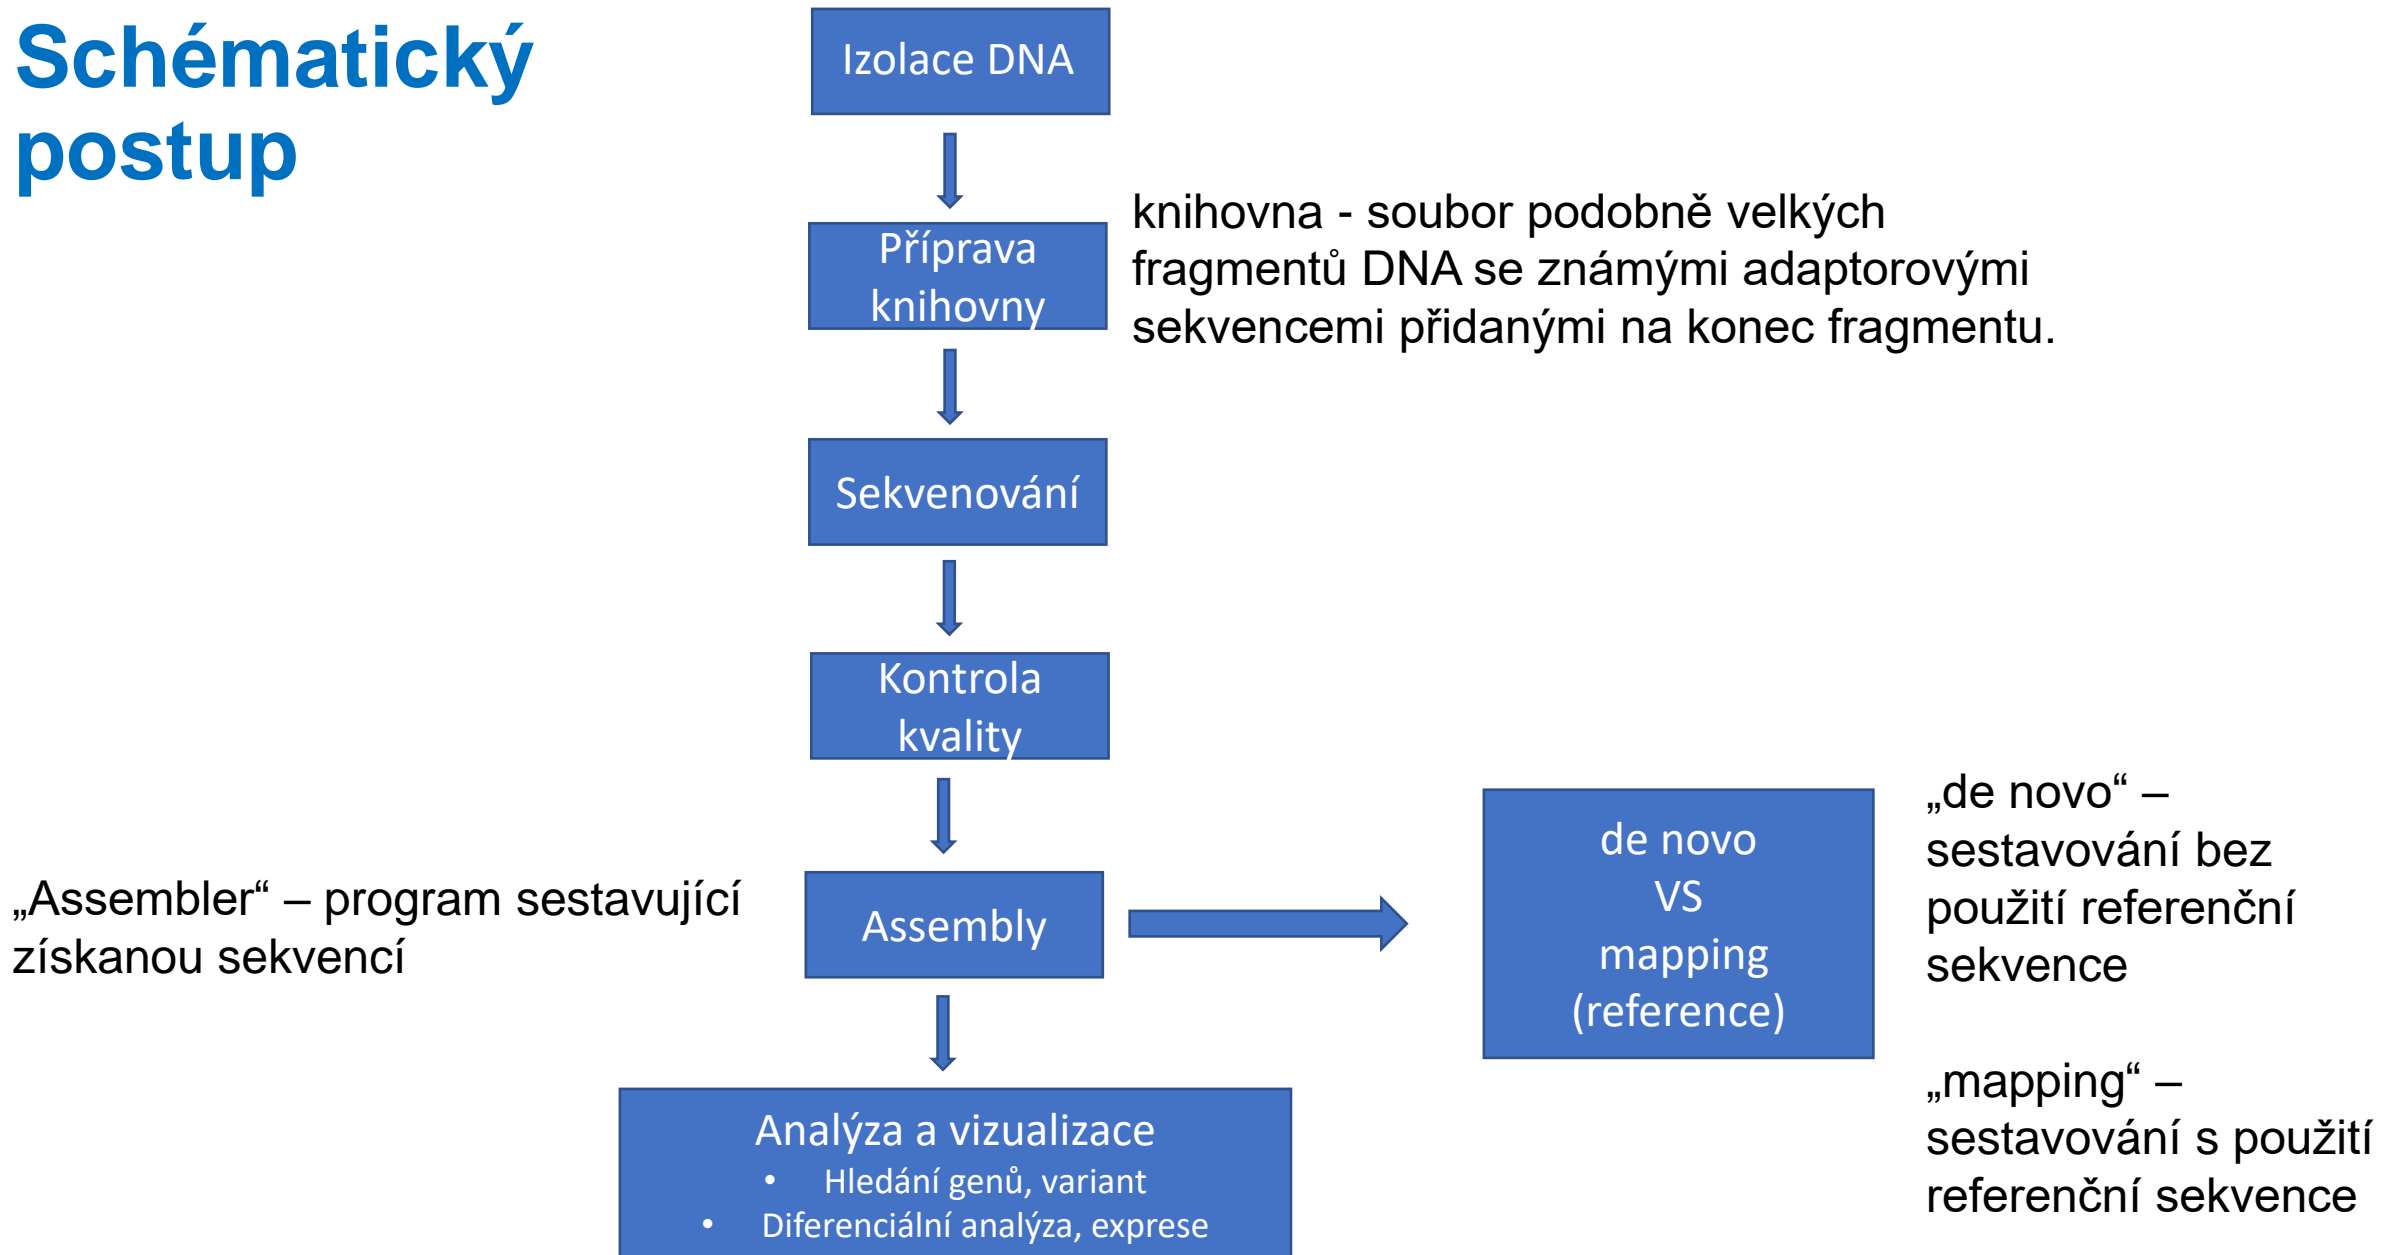 Schématický
postup
Izolace DNA
Příprava
knihovny
knihovna - soubor podobně velkých
fragmentů DNA se známými adaptorovými
sekvencemi přidanými na konec fragmentu.
Sekvenování
Kontrola
kvality
„Assembler“ – program sestavující
získanou sekvencí
Assembly
de novo
VS
mapping
(reference)
„de novo“ –
sestavování bez
použití referenční
sekvence
„mapping“ –
sestavování s použití
referenční sekvence
Analýza a vizualizace
• Hledání genů, variant
• Diferenciální analýza, exprese